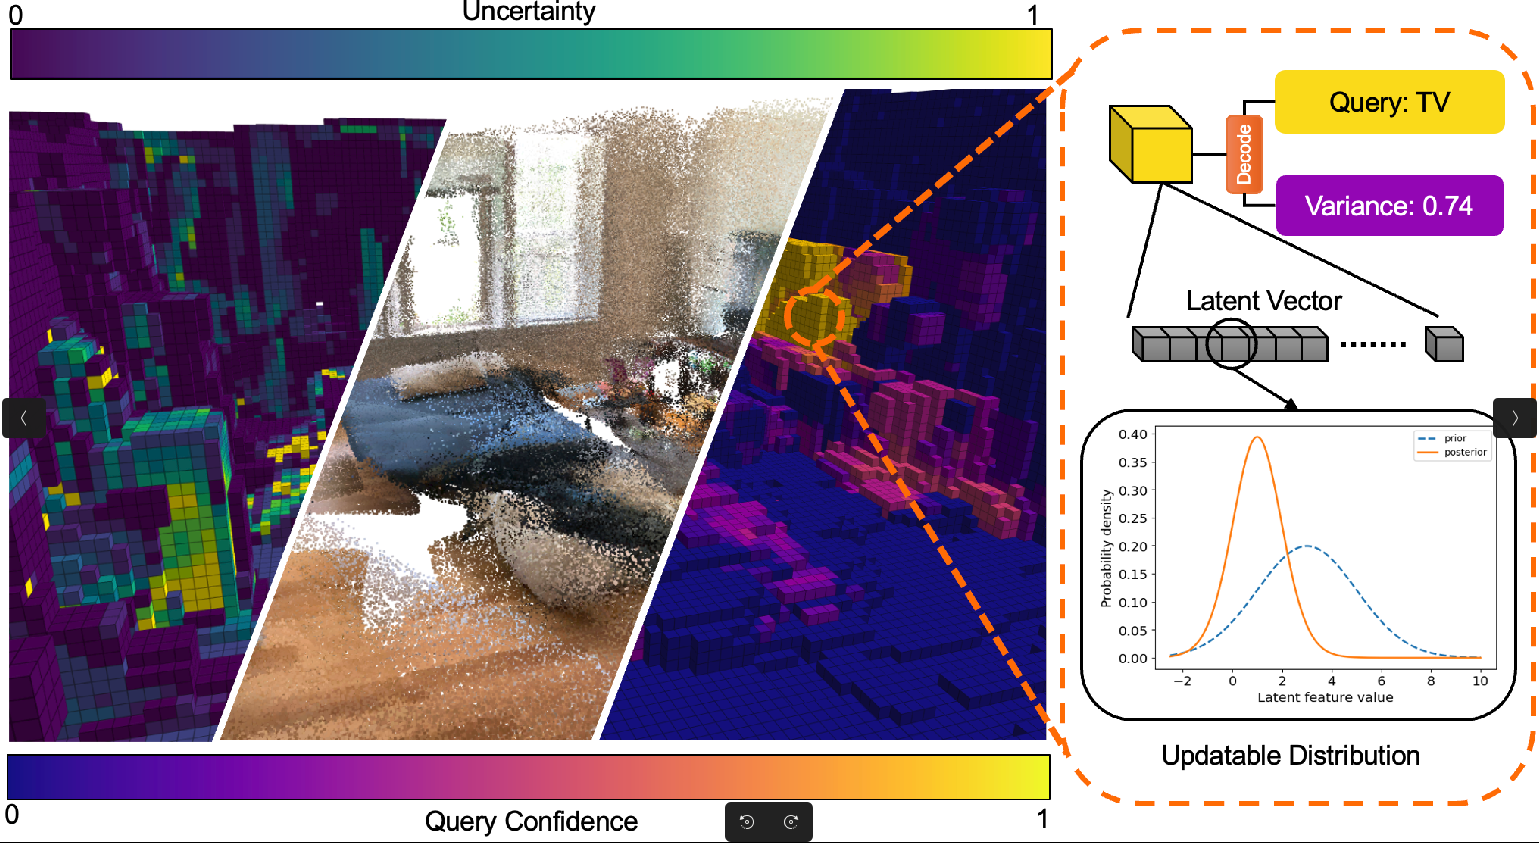 Uncertainty
0
1
Query: TV
Decode
Variance: 0.74
Latent Vector
prior
posterior
0.40
0.35
0.30
0.25
0.20
0.15
0.10
0.05
0.00
Probability density
−2
0
2
4
6
8
10
Latent feature value
Updatable Distribution
0
1
Query Confidence